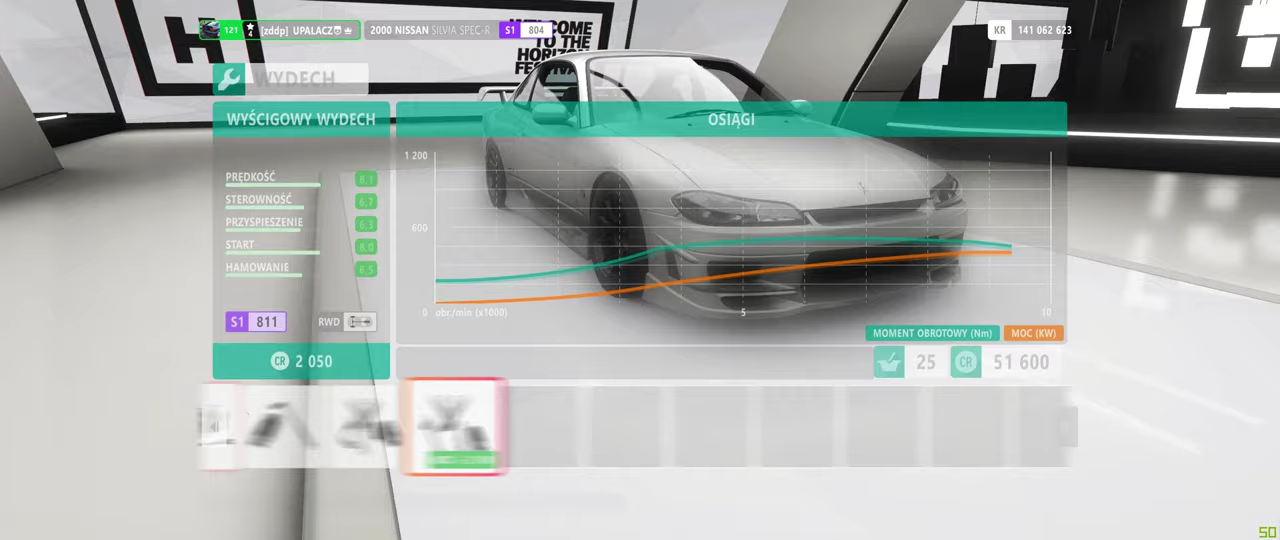 121 4 [zddp] UPALACZ
2000 NISSAN SILVIA SPEC-R S1 804
KR 141 062 623
WELCOME
TO THE
HORIZON
FESTIVAL
WYDECH
WYŚCIGOWY WYDECH
OSIĄGI
PRĘDKOŚĆ 8,1
STEROWNOŚĆ 6,7
PRZYSPIESZENIE 6,3
START 8,0
HAMOWANIE 6,5
S1 811 RWD
CR 2 050
1 200
600
0 obr./min (x1000) 5 10
MOMENT OBROTOWY (Nm) MOC (KW)
25 CR 51 600
50